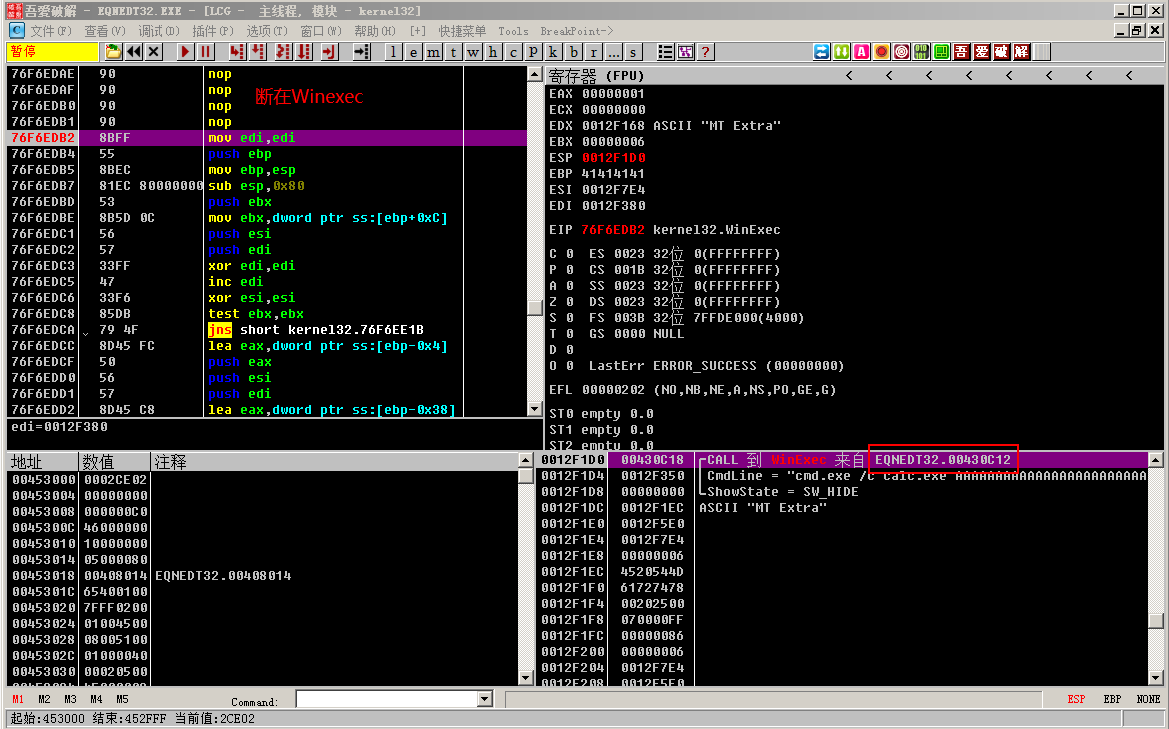 吾爱破解 - EQNEDT32.EXE - [LCG - 主线程, 模块 - kernel32]
文件(F) 查看(V) 调试(D) 插件(P) 选项(T) 窗口(W) 帮助(H) [+] 快捷菜单 Tools BreakPoint->
暂停 l e m t w h c p k b r ... s ? A 吾 爱 破 解
76F6EDAE 90 nop
76F6EDAF 90 nop
76F6EDB0 90 nop
76F6EDB1 90 nop
断在Winexec
76F6EDB2 8BFF mov edi,edi
76F6EDB4 55 push ebp
76F6EDB5 8BEC mov ebp,esp
76F6EDB7 81EC 80000000 sub esp,0x80
76F6EDBD 53 push ebx
76F6EDBE 8B5D 0C mov ebx,dword ptr ss:[ebp+0xC]
76F6EDC1 56 push esi
76F6EDC2 57 push edi
76F6EDC3 33FF xor edi,edi
76F6EDC5 47 inc edi
76F6EDC6 33F6 xor esi,esi
76F6EDC8 85DB test ebx,ebx
76F6EDCA 79 4F jns short kernel32.76F6EE1B
76F6EDCC 8D45 FC lea eax,dword ptr ss:[ebp-0x4]
76F6EDCF 50 push eax
76F6EDD0 56 push esi
76F6EDD1 57 push edi
76F6EDD2 8D45 C8 lea eax,dword ptr ss:[ebp-0x38]
edi=0012F380
寄存器 (FPU) < < < < < < < <
EAX 00000001
ECX 00000000
EDX 0012F168 ASCII "MT Extra"
EBX 00000006
ESP 0012F1D0
EBP 41414141
ESI 0012F7E4
EDI 0012F380
EIP 76F6EDB2 kernel32.WinExec
C 0 ES 0023 32位 0(FFFFFFFF)
P 0 CS 001B 32位 0(FFFFFFFF)
A 0 SS 0023 32位 0(FFFFFFFF)
Z 0 DS 0023 32位 0(FFFFFFFF)
S 0 FS 003B 32位 7FFDE000(4000)
T 0 GS 0000 NULL
D 0
O 0 LastErr ERROR_SUCCESS (00000000)
EFL 00000202 (NO,NB,NE,A,NS,PO,GE,G)
ST0 empty 0.0
ST1 empty 0.0
ST2 empty 0.0
地址 数值 注释
00453000 0002CE02
00453004 00000000
00453008 000000C0
0045300C 46000000
00453010 10000000
00453014 05000080
00453018 00408014 EQNEDT32.00408014
0045301C 65400100
00453020 7FFF0200
00453024 01004500
00453028 08005100
0045302C 01000040
00453030 00020500
0012F1D0 00430C18 CALL 到 WinExec 来自 EQNEDT32.00430C12
0012F1D4 0012F350 CmdLine = "cmd.exe /c calc.exe AAAAAAAAAAAAAAAAAAAAAAAA
0012F1D8 00000000 ShowState = SW_HIDE
0012F1DC 0012F1EC ASCII "MT Extra"
0012F1E0 0012F5E0
0012F1E4 0012F7E4
0012F1E8 00000006
0012F1EC 4520544D
0012F1F0 61727478
0012F1F4 00202500
0012F1F8 070000FF
0012F1FC 00000086
0012F200 00000006
0012F204 0012F7E4
0012F208 0012F5E0
M1 M2 M3 M4 M5 Command: ESP EBP NONE
起始:453000 结束:452FFF 当前值:2CE02